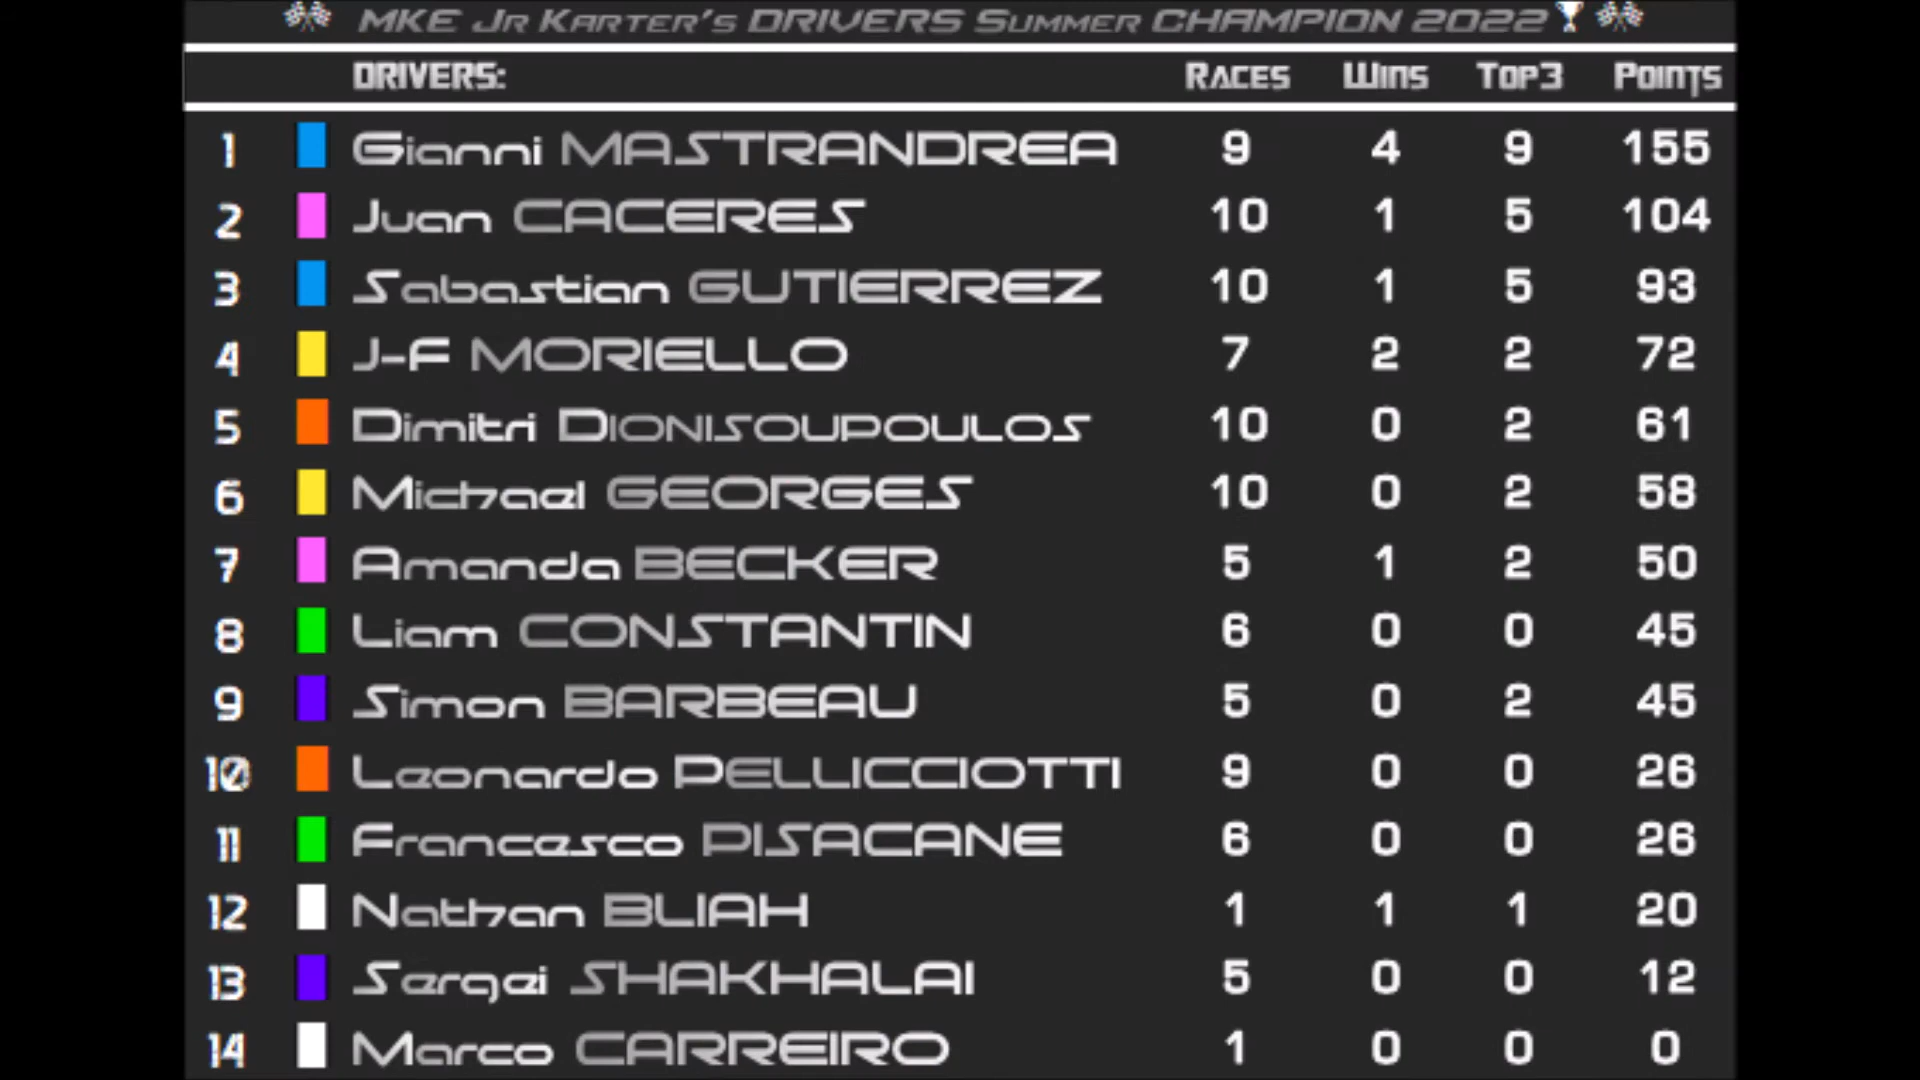 MKE Jr Karter's DRIVERS Summer CHAMPION 2022
DRIVERS: Races Wins Top3 Points
1 Gianni MASTRANDREA 9 4 9 155
2 Juan CACERES 10 1 5 104
3 Sabastian GUTIERREZ 10 1 5 93
4 J-F MORIELLO 7 2 2 72
5 Dimitri DIONISOUPOULOS 10 0 2 61
6 Michael GEORGES 10 0 2 58
7 Amanda BECKER 5 1 2 50
8 Liam CONSTANTIN 6 0 0 45
9 Simon BARBEAU 5 0 2 45
10 Leonardo PELLICCIOTTI 9 0 0 26
11 Francesco PISACANE 6 0 0 26
12 Nathan BLIAH 1 1 1 20
13 Sergei SHAKHALAI 5 0 0 12
14 Marco CARREIRO 1 0 0 0